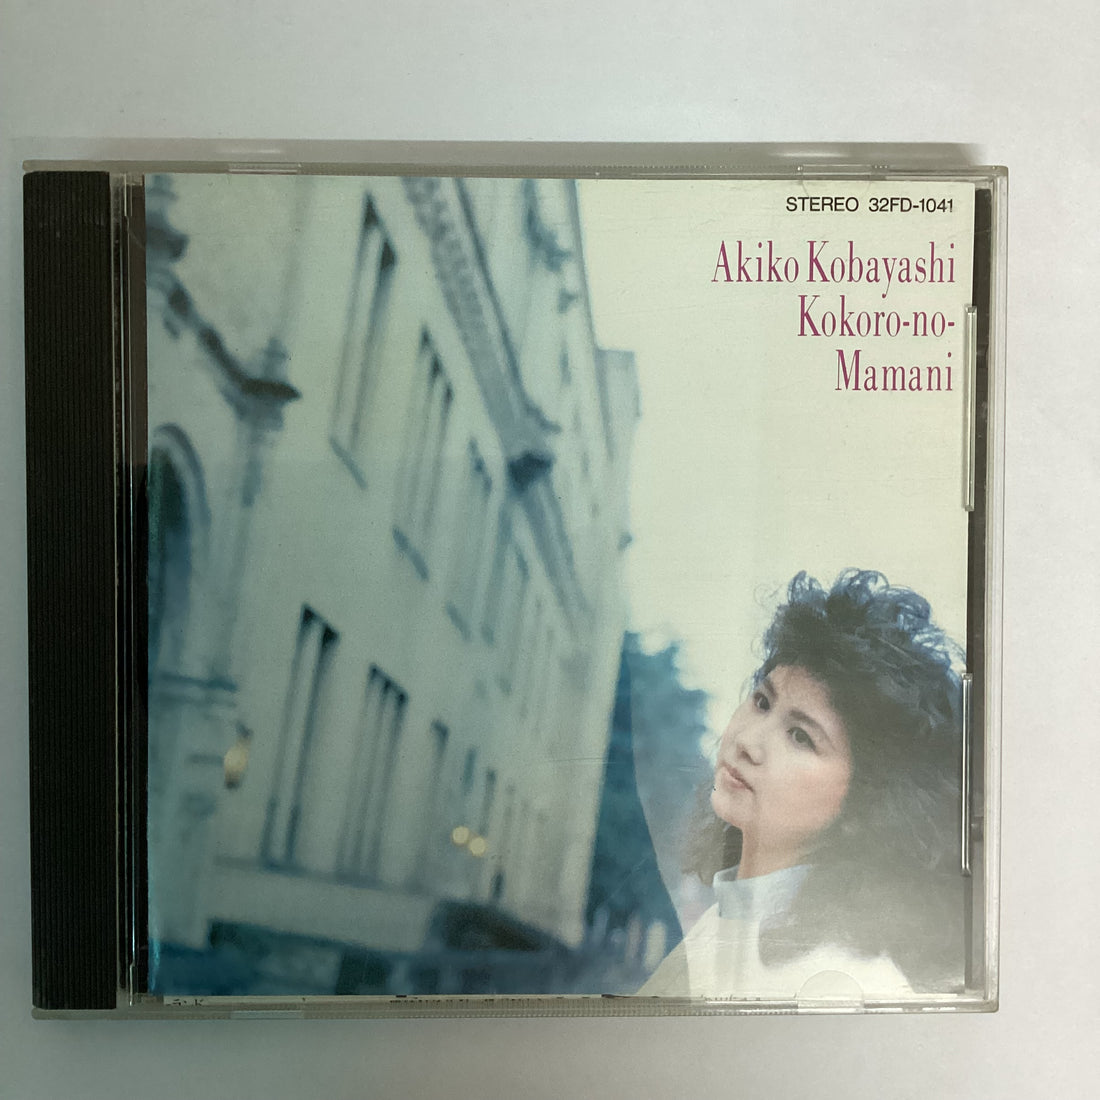 STEREO 32FD-1041
Akiko Kobayashi
Kokoro-no-
Mamani